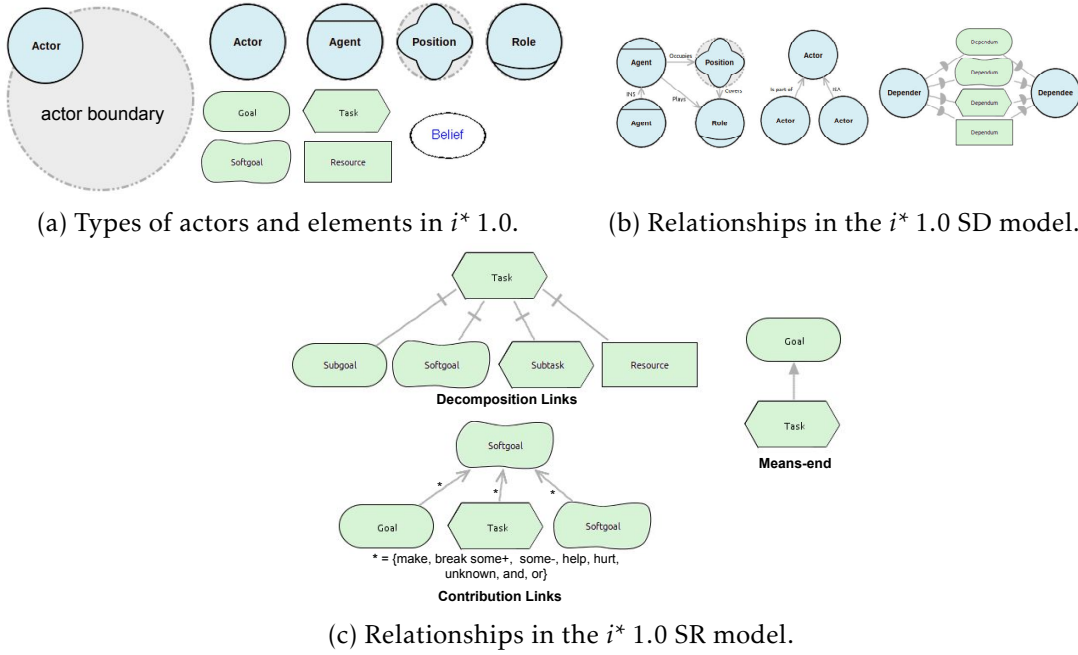 Actor
actor boundary
Actor
Agent
Position
Role
Goal
Task
Belief
Softgoal
Resource
(a) Types of actors and elements in i* 1.0.
Agent
Occupies
Position
INS
Plays
Covers
Agent
Role
Actor
Is part of
ISA
Actor
Actor
Depender
Dependum
Dependum
Dependum
Dependum
Dependee
(b) Relationships in the i* 1.0 SD model.
Task
Subgoal
Softgoal
Subtask
Resource
Decomposition Links
Goal
Task
Means-end
Softgoal
*
*
*
Goal
Task
Softgoal
* = {make, break some+, some-, help, hurt,
unknown, and, or}
Contribution Links
(c) Relationships in the i* 1.0 SR model.